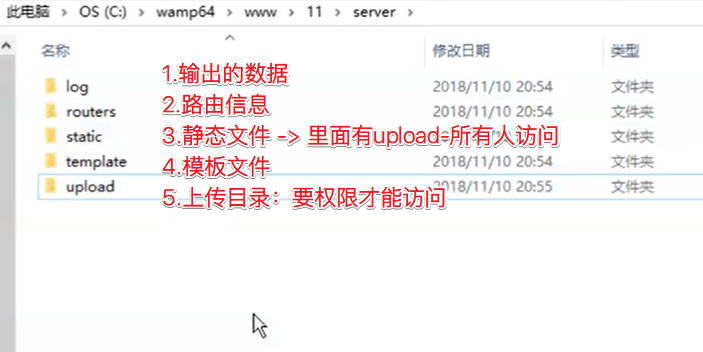 此电脑 > OS (C:) > wamp64 > www > 11 > server >
名称 修改日期 类型
log 1.输出的数据 2018/11/10 20:54 文件夹
routers 2.路由信息 2018/11/10 20:54 文件夹
static 3.静态文件 -> 里面有upload-所有人访问 文件夹
template 4.模板文件 2018/11/10 20:54 文件夹
upload 5.上传目录：要权限才能访问 2018/11/10 20:55 文件夹